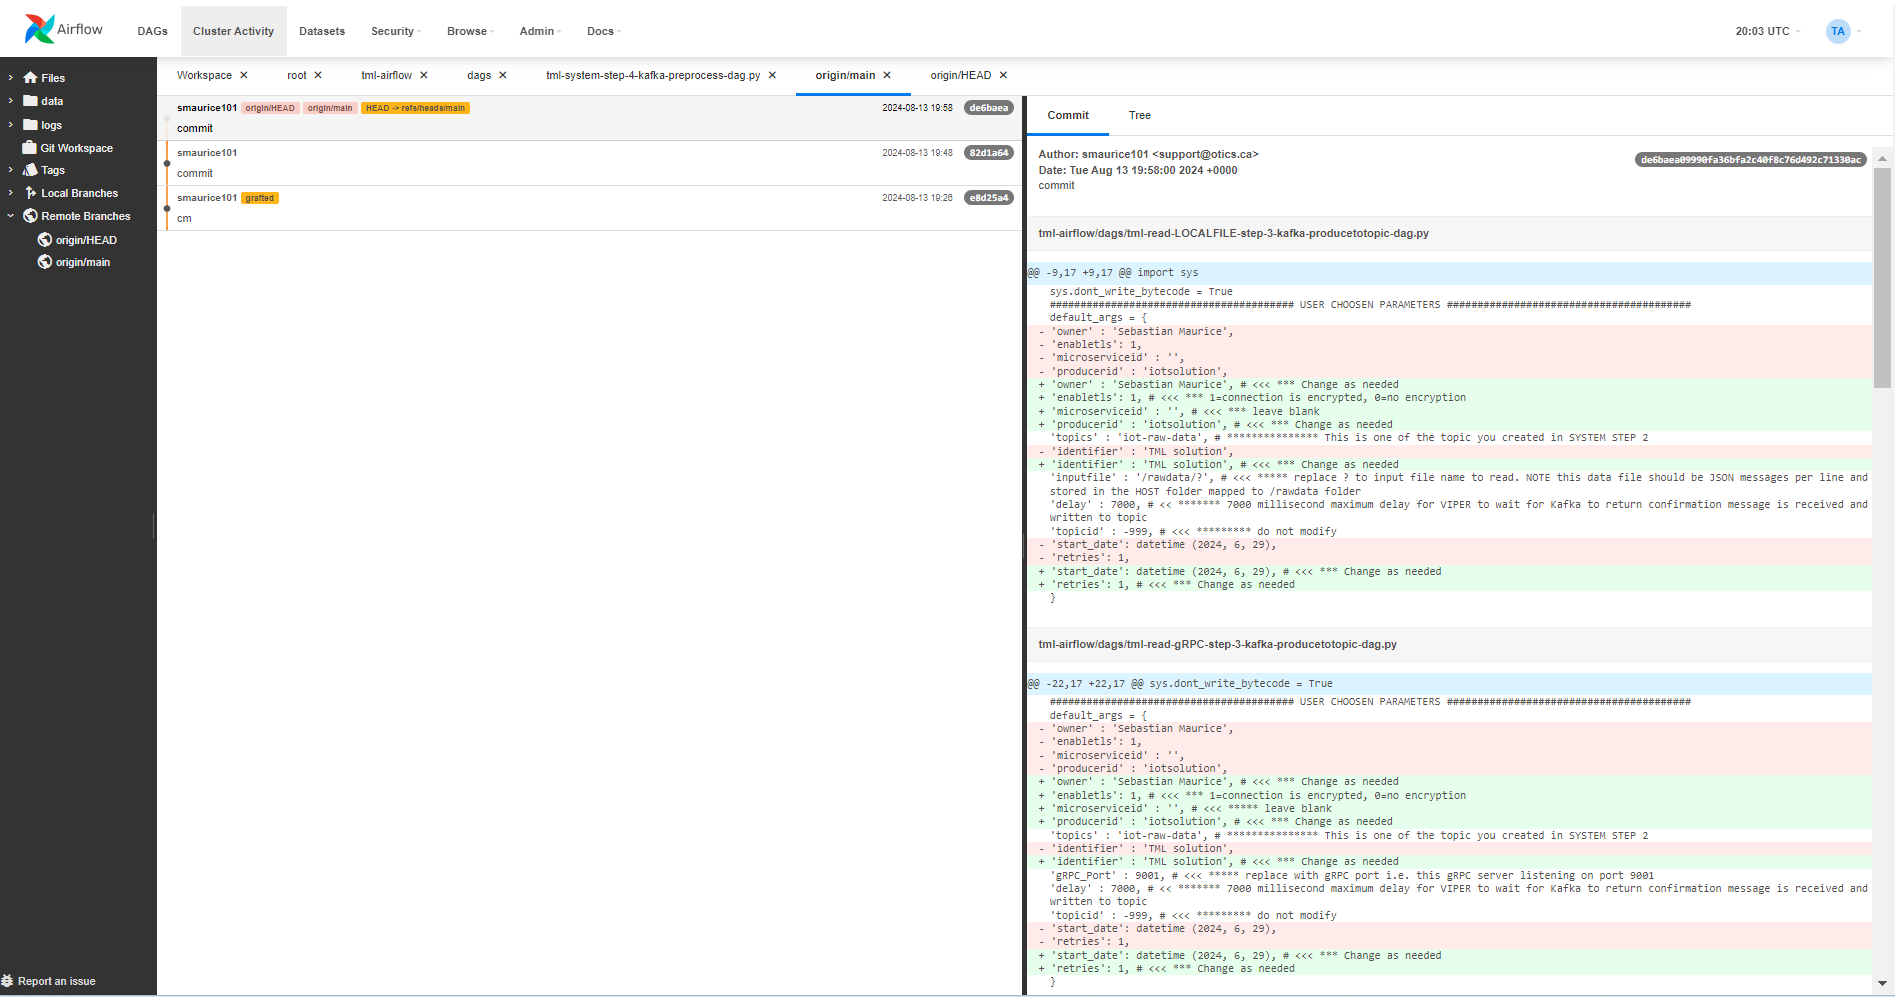 Airflow
DAGs
Cluster Activity
Datasets
Security
Browse
Admin
Docs
20:03 UTC
TA
Files
data
logs
Git Workspace
Tags
Local Branches
Remote Branches
origin/HEAD
origin/main
Report an issue
Workspace ✕
root ✕
tml-airflow ✕
dags ✕
tml-system-step-4-kafka-preprocess-dag.py ✕
origin/main ✕
origin/HEAD ✕
smaurice101 origin/HEAD origin/main HEAD -> refs/heads/main 2024-08-13 19:58 de6baea
commit
smaurice101 2024-08-13 19:48 82d1a64
commit
smaurice101 grafted 2024-08-13 19:26 e8d25a4
cm
Commit
Tree
Author: smaurice101 <support@otics.ca> de6baea09990fa36bfa2c40f8c76d492c71330ac
Date: Tue Aug 13 19:58:00 2024 +0000
commit
tml-airflow/dags/tml-read-LOCALFILE-step-3-kafka-producetotopic-dag.py
@@ -9,17 +9,17 @@ import sys
sys.dont_write_bytecode = True
######################################## USER CHOOSEN PARAMETERS ########################################
default_args = {
- 'owner' : 'Sebastian Maurice',
- 'enabletls': 1,
- 'microserviceid' : '',
- 'producerid' : 'iotsolution',
+ 'owner' : 'Sebastian Maurice', # <<< *** Change as needed
+ 'enabletls': 1, # <<< *** 1=connection is encrypted, 0=no encryption
+ 'microserviceid' : '', # <<< *** leave blank
+ 'producerid' : 'iotsolution', # <<< *** Change as needed
'topics' : 'iot-raw-data', # *************** This is one of the topic you created in SYSTEM STEP 2
- 'identifier' : 'TML solution',
+ 'identifier' : 'TML solution', # <<< *** Change as needed
'inputfile' : '/rawdata/?', # <<< ***** replace ? to input file name to read. NOTE this data file should be JSON messages per line and
stored in the HOST folder mapped to /rawdata folder
'delay' : 7000, # << ******* 7000 millisecond maximum delay for VIPER to wait for Kafka to return confirmation message is received and
written to topic
'topicid' : -999, # <<< ********* do not modify
- 'start_date': datetime (2024, 6, 29),
- 'retries': 1,
+ 'start_date': datetime (2024, 6, 29), # <<< *** Change as needed
+ 'retries': 1, # <<< *** Change as needed
}
tml-airflow/dags/tml-read-gRPC-step-3-kafka-producetotopic-dag.py
@@ -22,17 +22,17 @@ sys.dont_write_bytecode = True
######################################## USER CHOOSEN PARAMETERS ########################################
default_args = {
- 'owner' : 'Sebastian Maurice',
- 'enabletls': 1,
- 'microserviceid' : '',
- 'producerid' : 'iotsolution',
+ 'owner' : 'Sebastian Maurice', # <<< *** Change as needed
+ 'enabletls': 1, # <<< *** 1=connection is encrypted, 0=no encryption
+ 'microserviceid' : '', # <<< ***** leave blank
+ 'producerid' : 'iotsolution', # <<< *** Change as needed
'topics' : 'iot-raw-data', # *************** This is one of the topic you created in SYSTEM STEP 2
- 'identifier' : 'TML solution',
+ 'identifier' : 'TML solution', # <<< *** Change as needed
'gRPC_Port' : 9001, # <<< ***** replace with gRPC port i.e. this gRPC server listening on port 9001
'delay' : 7000, # << ******* 7000 millisecond maximum delay for VIPER to wait for Kafka to return confirmation message is received and
written to topic
'topicid' : -999, # <<< ********* do not modify
- 'start_date': datetime (2024, 6, 29),
- 'retries': 1,
+ 'start_date': datetime (2024, 6, 29), # <<< *** Change as needed
+ 'retries': 1, # <<< *** Change as needed
}